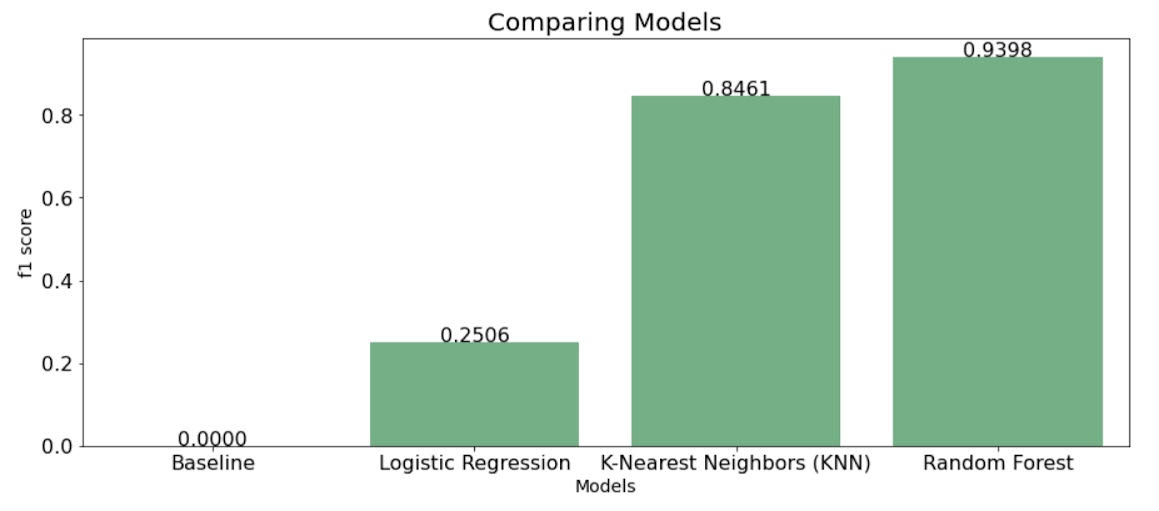 Comparing Models
0.9398
0.8461
0.8
0.6
f1 score
0.4
0.2506
0.2
0.0000
0.0
Baseline Logistic Regression K-Nearest Neighbors (KNN) Random Forest
Models